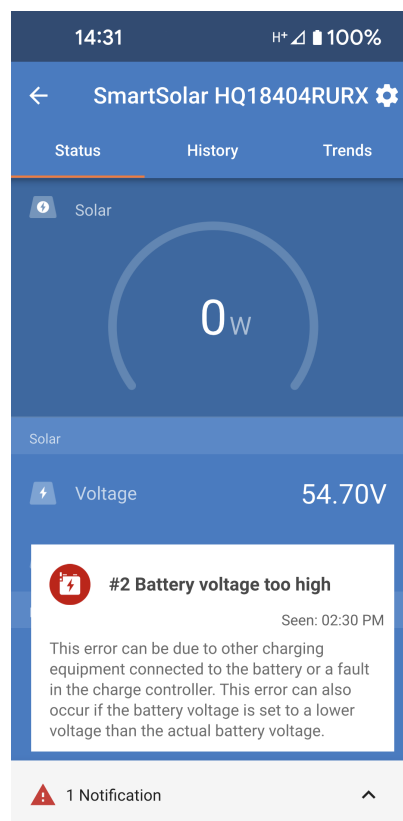 14:31 H+ 100%
SmartSolar HQ18404RURX
Status History Trends
Solar
0W
Solar
Voltage 54.70V
#2 Battery voltage too high
Seen: 02:30 PM
This error can be due to other charging
equipment connected to the battery or a fault
in the charge controller. This error can also
occur if the battery voltage is set to a lower
voltage than the actual battery voltage.
1 Notification